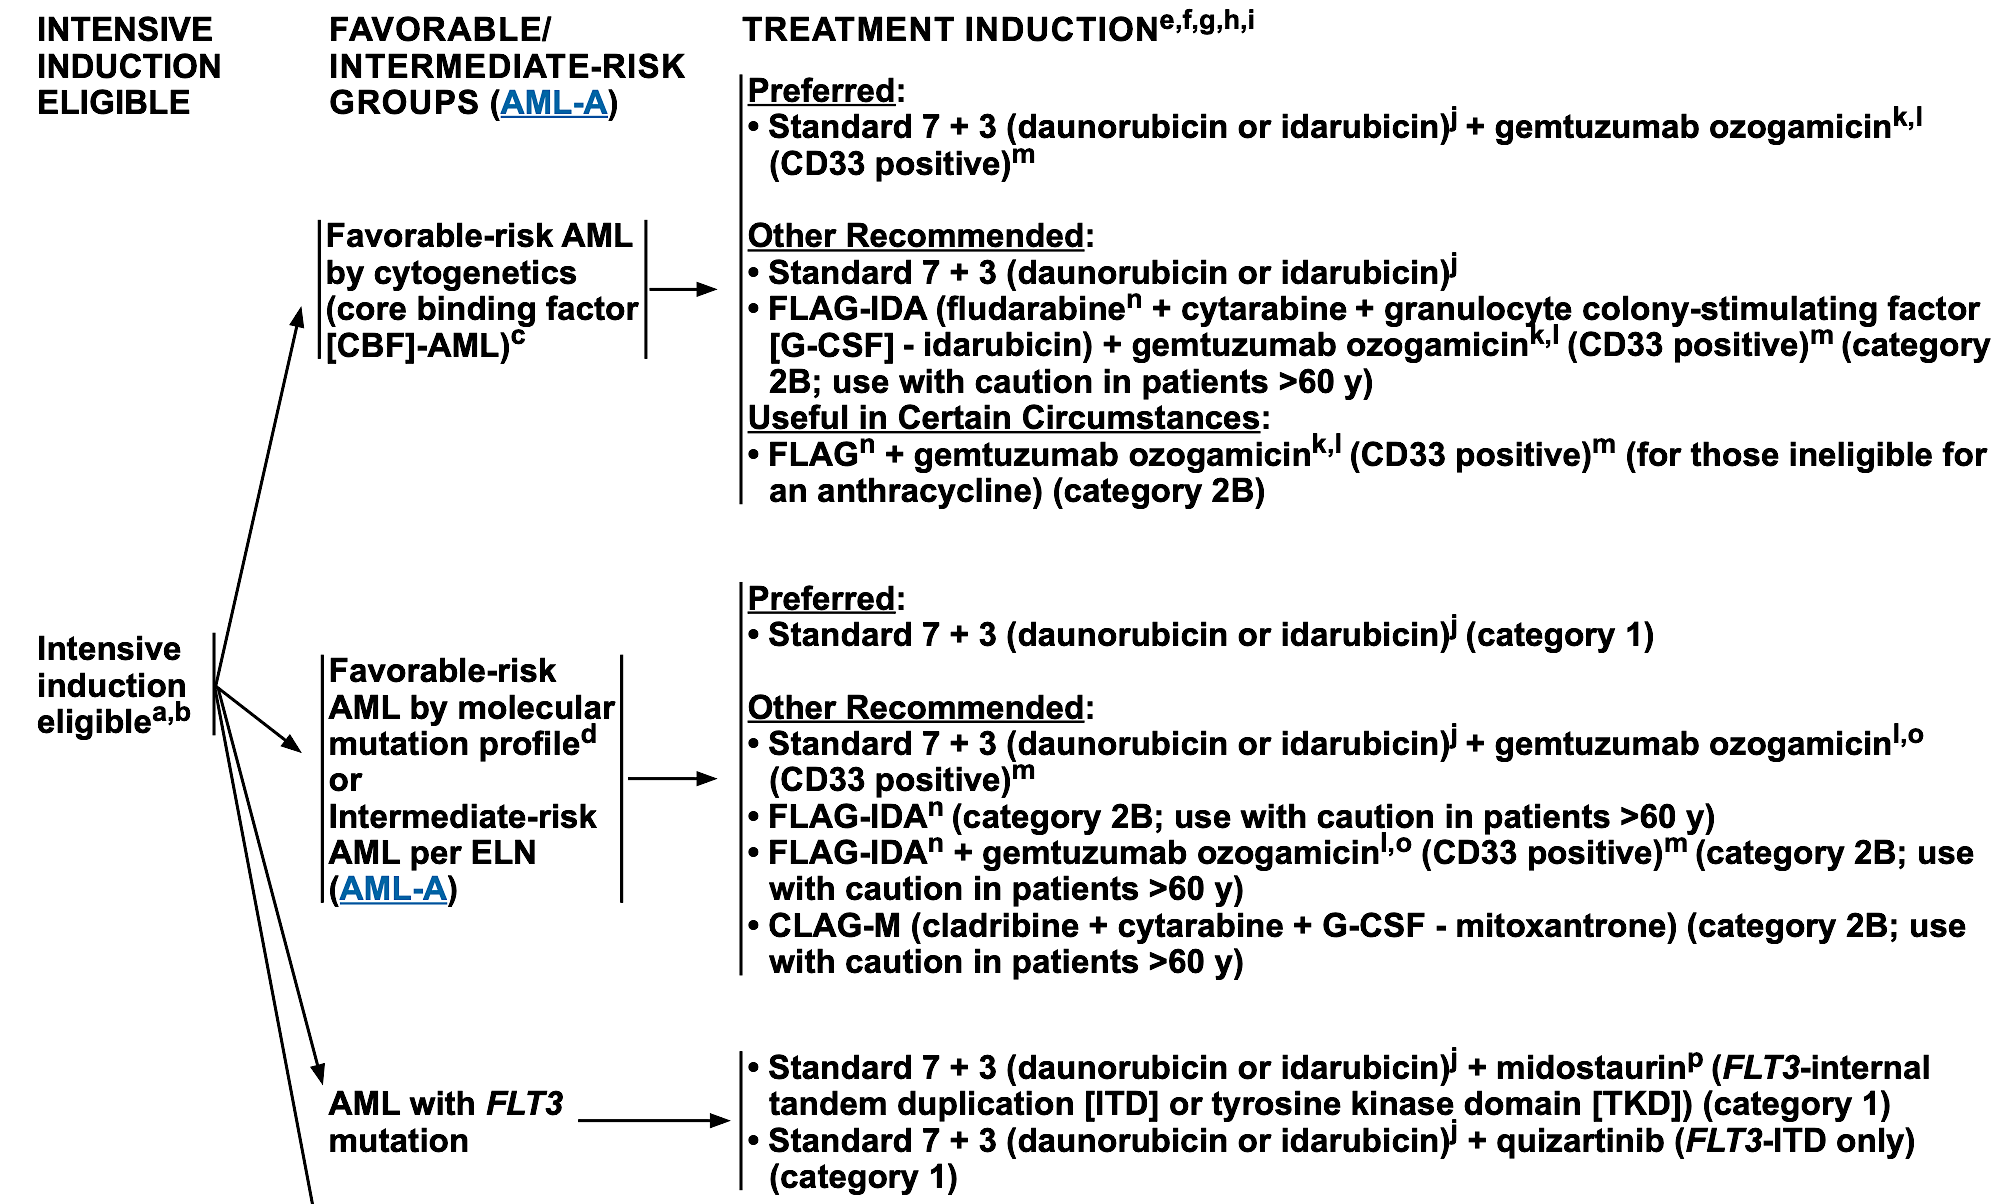 INTENSIVE
INDUCTION
ELIGIBLE
FAVORABLE/
INTERMEDIATE-RISK
GROUPS (AML-A)
TREATMENT INDUCTIONe,f,g,h,i
Intensive
induction
eligiblea,b
Favorable-risk AML
by cytogenetics
(core binding factor
[CBF]-AML)c
Preferred:
• Standard 7 + 3 (daunorubicin or idarubicin)j + gemtuzumab ozogamicink,l
(CD33 positive)m
Other Recommended:
• Standard 7 + 3 (daunorubicin or idarubicin)j
• FLAG-IDA (fludarabinen + cytarabine + granulocyte colony-stimulating factor
[G-CSF] - idarubicin) + gemtuzumab ozogamicink,l (CD33 positive)m (category
2B; use with caution in patients >60 y)
Useful in Certain Circumstances:
• FLAGn + gemtuzumab ozogamicink,l (CD33 positive)m (for those ineligible for
an anthracycline) (category 2B)
Favorable-risk
AML by molecular
mutation profiled
or
Intermediate-risk
AML per ELN
(AML-A)
Preferred:
• Standard 7 + 3 (daunorubicin or idarubicin)j (category 1)
Other Recommended:
• Standard 7 + 3 (daunorubicin or idarubicin)j + gemtuzumab ozogamicinl,o
(CD33 positive)m
• FLAG-IDAn (category 2B; use with caution in patients >60 y)
• FLAG-IDAn + gemtuzumab ozogamicinl,o (CD33 positive)m (category 2B; use
with caution in patients >60 y)
• CLAG-M (cladribine + cytarabine + G-CSF - mitoxantrone) (category 2B; use
with caution in patients >60 y)
AML with FLT3
mutation
• Standard 7 + 3 (daunorubicin or idarubicin)j + midostaurinp (FLT3-internal
tandem duplication [ITD] or tyrosine kinase domain [TKD]) (category 1)
• Standard 7 + 3 (daunorubicin or idarubicin)j + quizartinib (FLT3-ITD only)
(category 1)